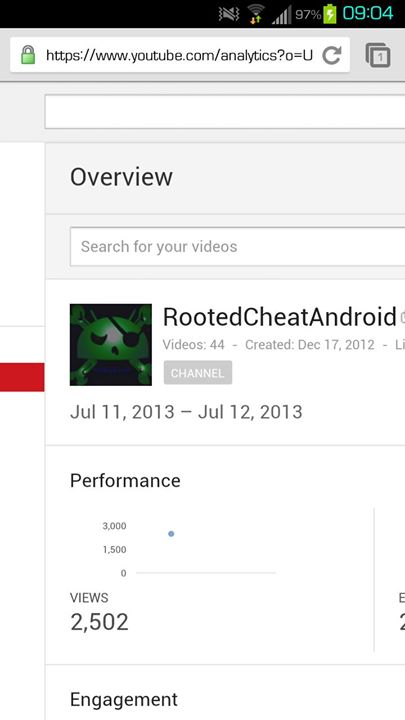 97% 09:04
https://www.youtube.com/analytics?o=U
1
Overview
Search for your videos
RootedCheatAndroid
Videos: 44 - Created: Dec 17, 2012 - Li
CHANNEL
Jul 11, 2013 – Jul 12, 2013
Performance
3,000
1,500
0
VIEWS E
2,502 2
Engagement